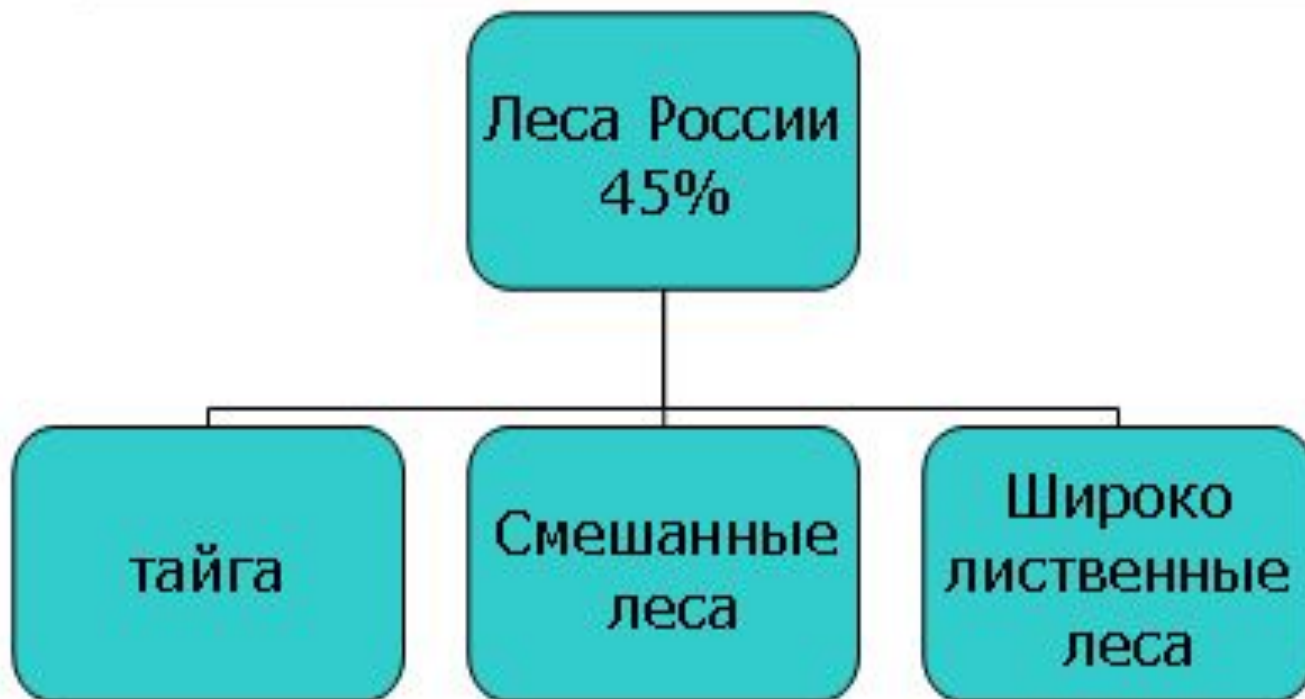 Леса России
45%
тайга
Смешанные
леса
Широко
лиственные
леса